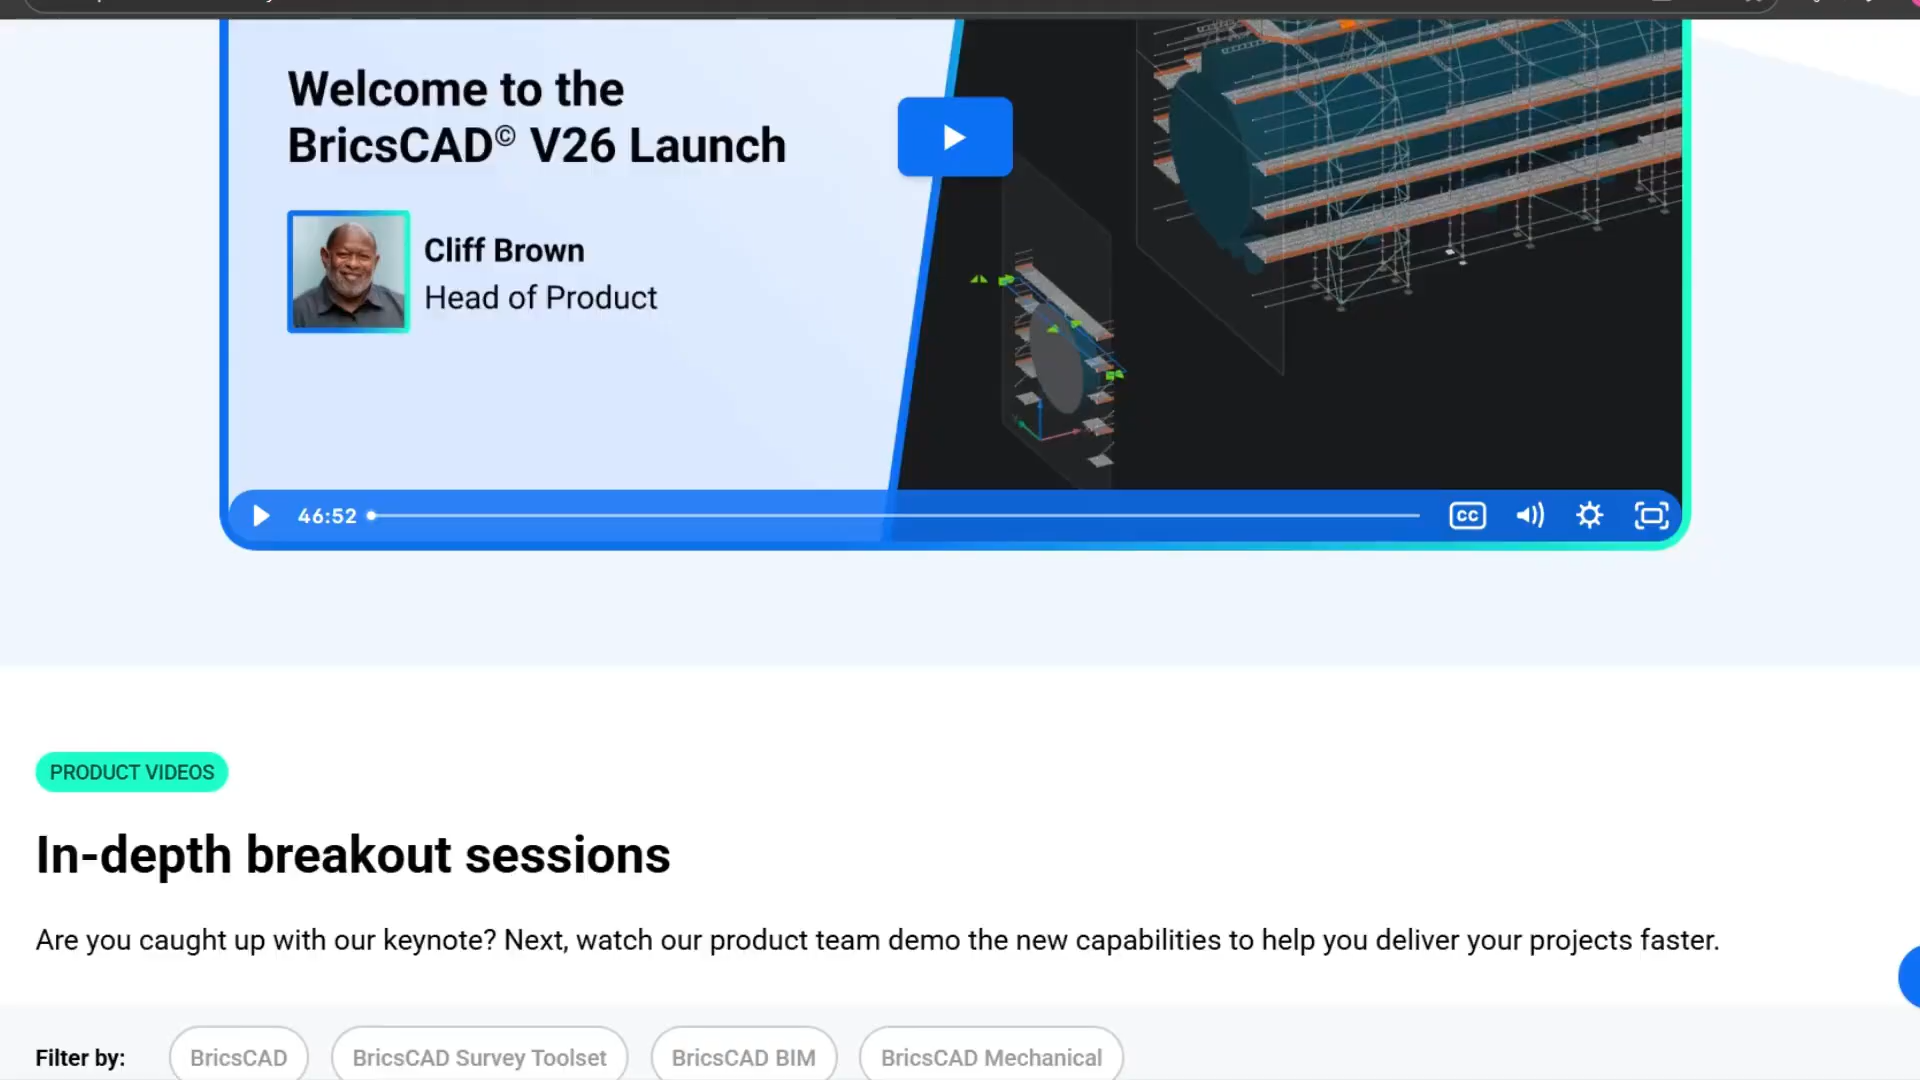 Welcome to the
BricsCAD© V26 Launch
Cliff Brown
Head of Product
46:52
CC
PRODUCT VIDEOS
In-depth breakout sessions
Are you caught up with our keynote? Next, watch our product team demo the new capabilities to help you deliver your projects faster.
Filter by: BricsCAD BricsCAD Survey Toolset BricsCAD BIM BricsCAD Mechanical